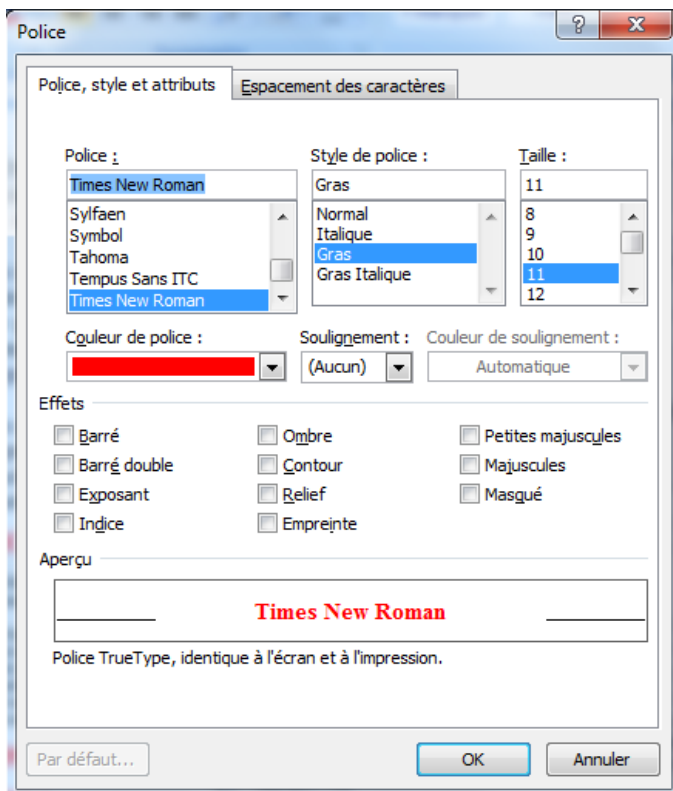 Police
Police, style et attributs Espacement des caractères
Police : Style de police : Taille :
Times New Roman Gras 11
Sylfaen Normal 8
Symbol Italique 9
Tahoma Gras 10
Tempus Sans ITC Gras Italique 11
Times New Roman 12
Couleur de police : Soulignement : Couleur de soulignement :
(Aucun) Automatique
Effets
Barré Ombre Petites majuscules
Barré double Contour Majuscules
Exposant Relief Masqué
Indice Empreinte
Aperçu
Times New Roman
Police TrueType, identique à l'écran et à l'impression.
Par défaut... OK Annuler